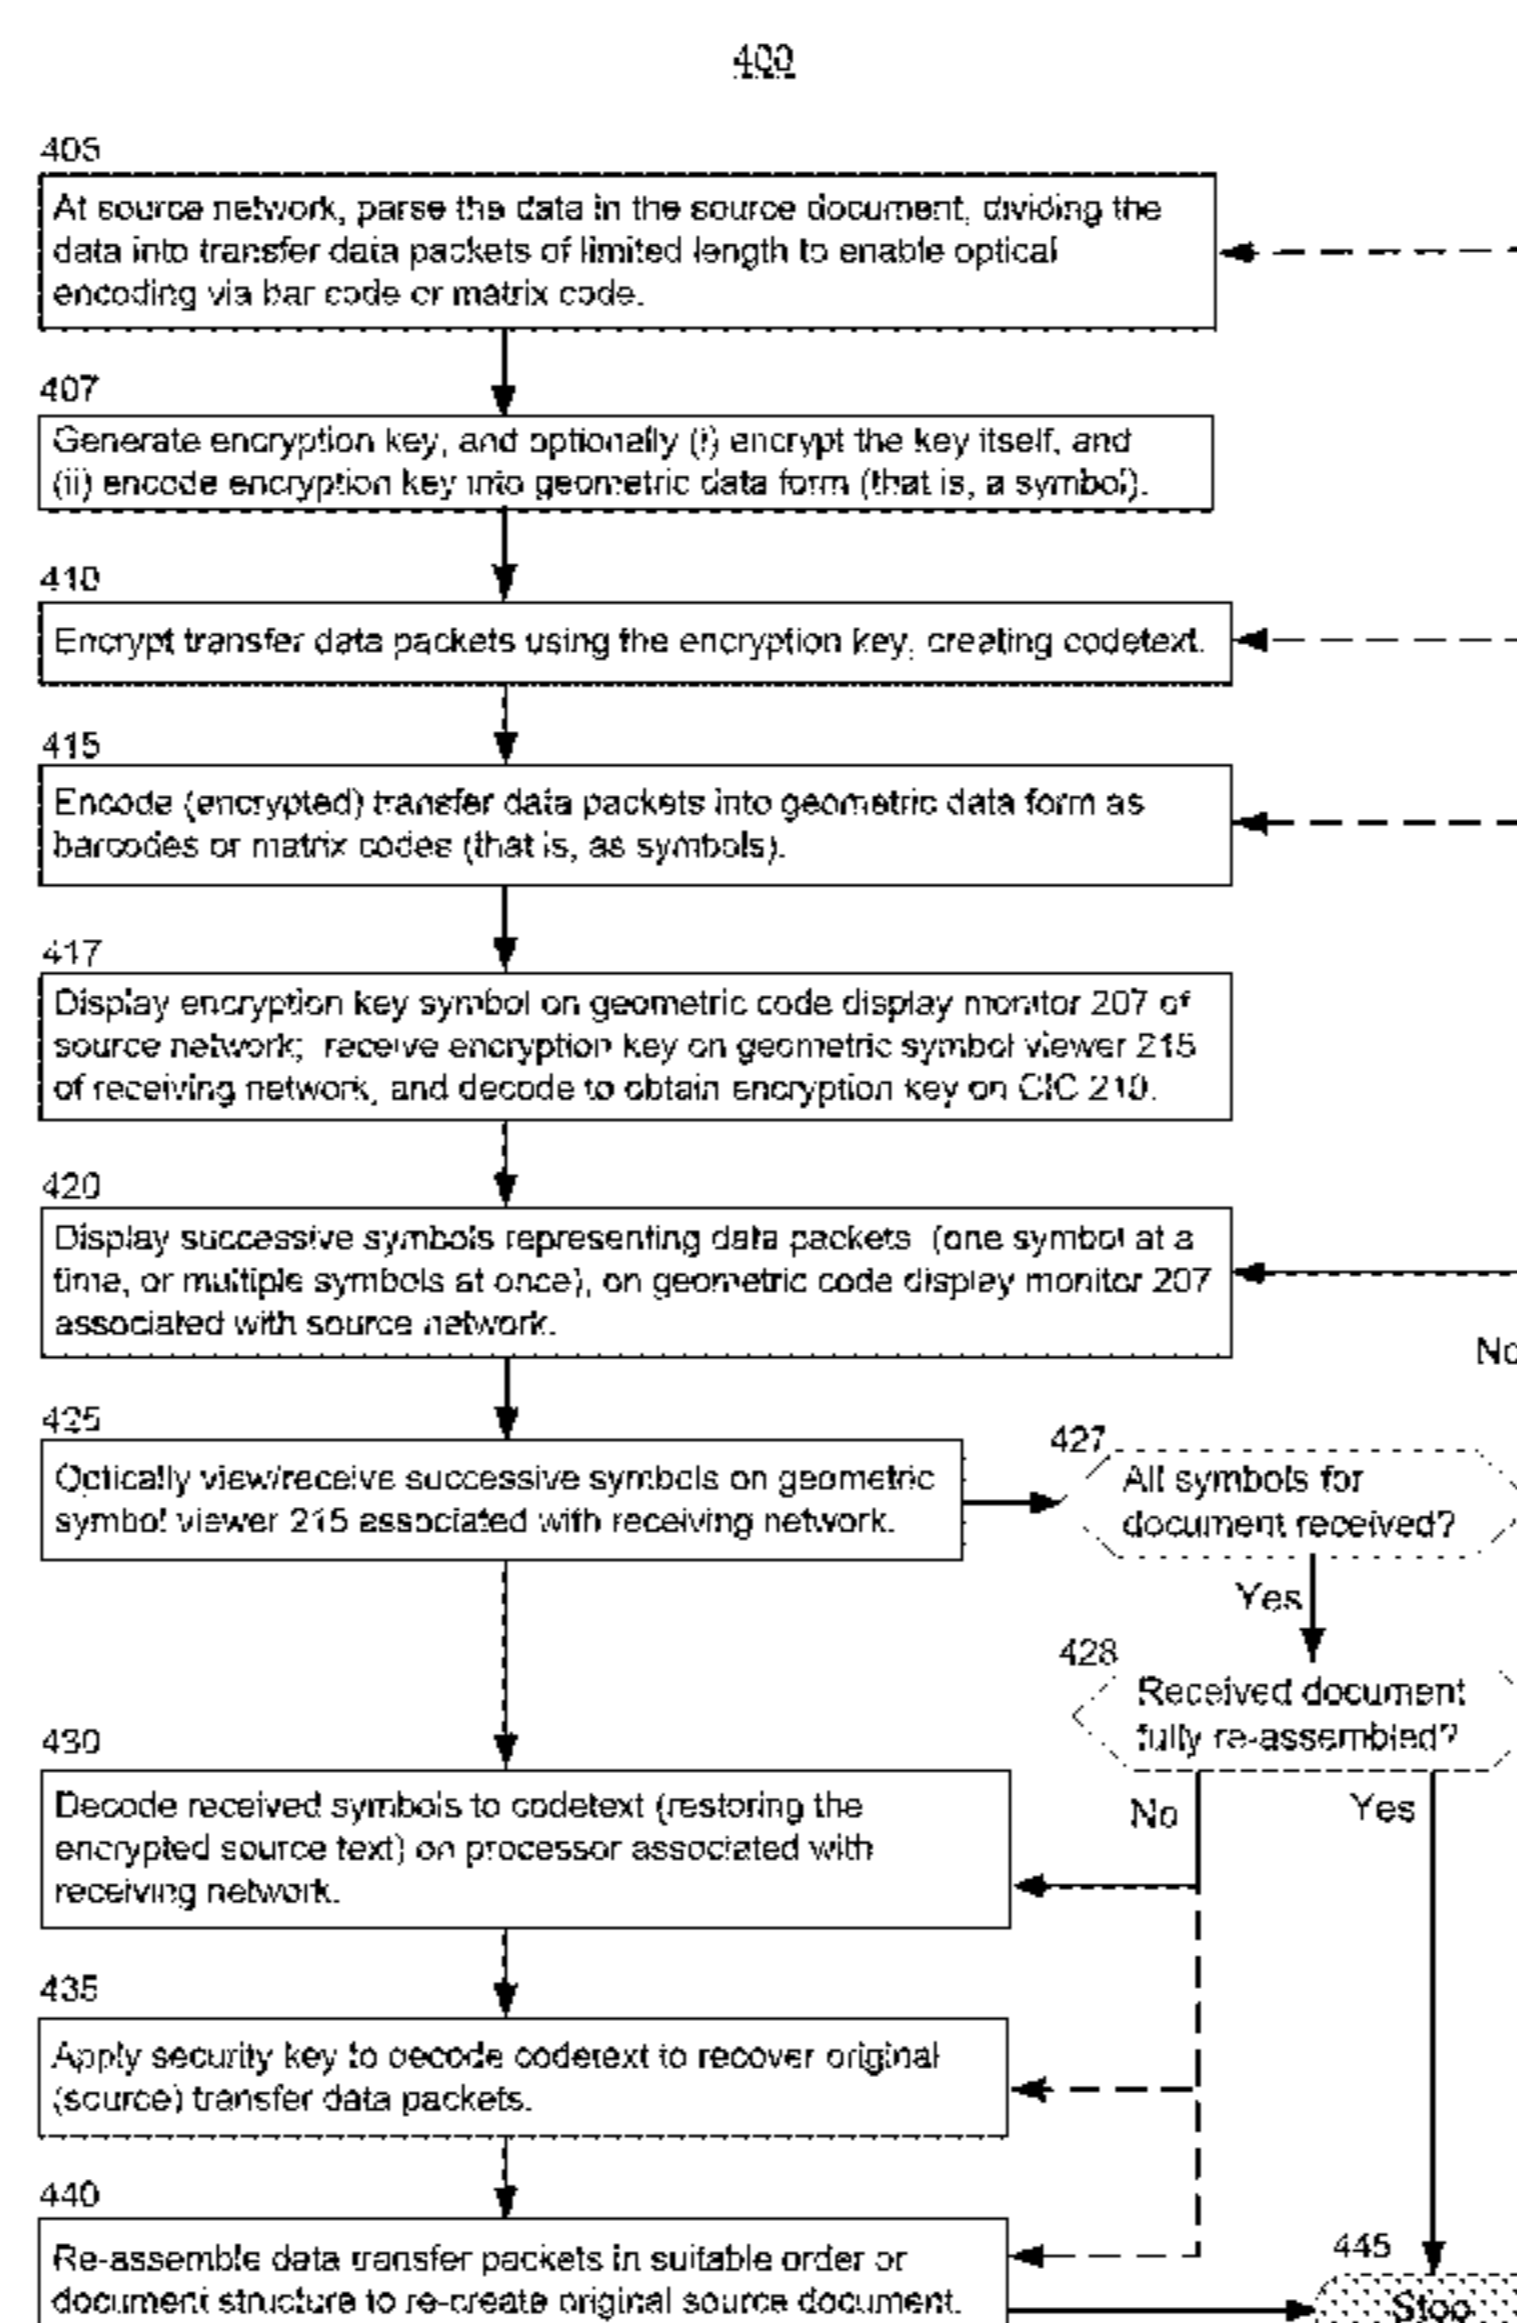 400
405
At source network, parse the data in the source document, dividing the
data into transfer data packets of limited length to enable optical
encoding via bar code or matrix code.
407
Generate encryption key, and optionally (i) encrypt the key itself, and
(ii) encode encryption key into geometric data form (that is, a symbol).
410
Encrypt transfer data packets using the encryption key, creating codetext.
415
Encode (encrypted) transfer data packets into geometric data form as
barcodes or matrix codes (that is, as symbols).
417
Display encryption key symbol on geometric code display monitor 207 of
source network; receive encryption key on geometric symbol viewer 215
of receiving network, and decode to obtain encryption key on CIC 210.
420
Display successive symbols representing data packets (one symbol at a
time, or multiple symbols at once), on geometric code display monitor 207
associated with source network.
No
425
Optically view/receive successive symbols on geometric
symbol viewer 215 associated with receiving network.
427
All symbols for
document received?
Yes
428
Received document
fully re-assembled?
No
Yes
430
Decode received symbols to codetext (restoring the
encrypted source text) on processor associated with
receiving network.
435
Apply security key to decode codetext to recover original
(source) transfer data packets.
440
Re-assemble data transfer packets in suitable order or
document structure to re-create original source document.
445
Stop